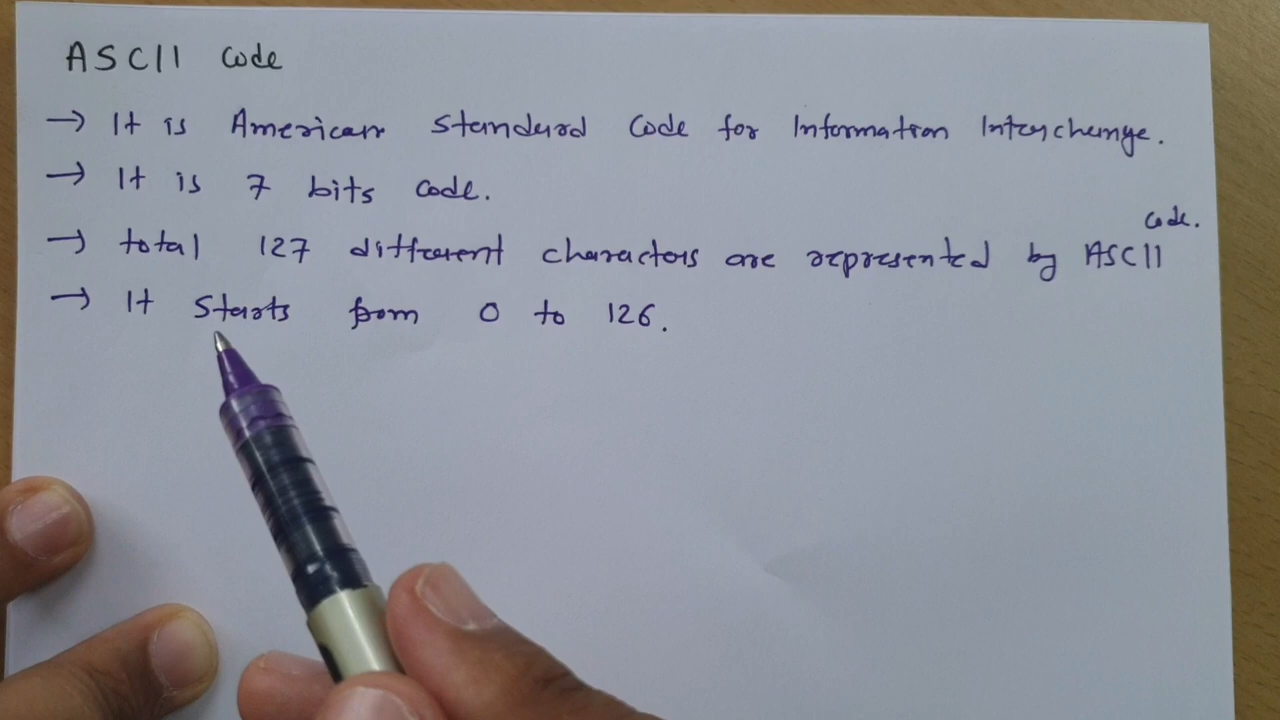 ASCII Code
→ It is American Standard Code for Information Interchange.
→ It is 7 bits code.
→ total 127 different charactors are represented by ASCII code.
→ It starts from 0 to 126.